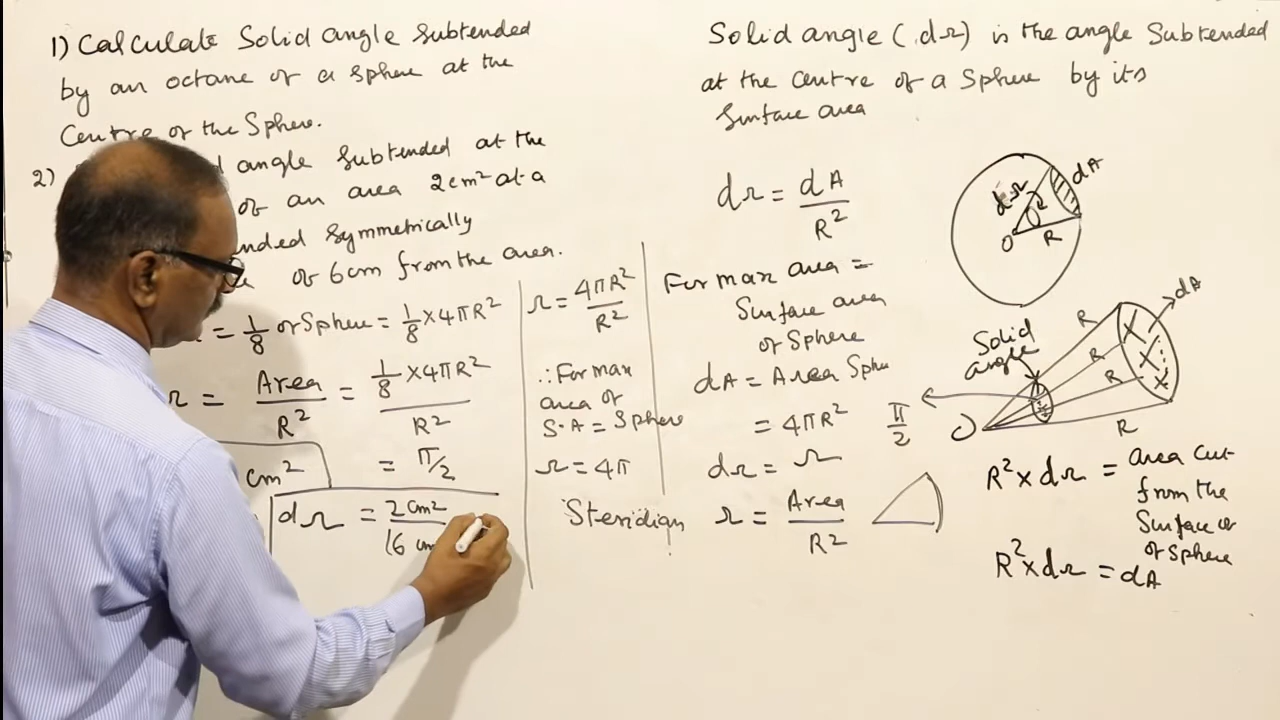 1) Calculate Solid angle Subtended
by an octane of a sphere at the
Centre of the Sphere.
2) angle Subtended at the
of an area 2cm² at a
nded symmetrically
of 6cm from the area.
= 1/8 of Sphere = 1/8 × 4πR²
Ω = Area/R² = 1/8 × 4πR² / R²
= π/2
cm²
dΩ = 2cm²/(6 cm
Ω = 4πR²/R²
∴ For max
area of
S.A = Sphere
Ω = 4π
Steridian
Solid angle (dΩ) is the angle Subtended
at the Centre of a Sphere by its
Surface area
dΩ = dA/R²
For max area =
Surface area
of Sphere
dA = Area Sphe
= 4πR²
dΩ = Ω
Ω = Area/R²
dA
dΩ
O
R
R
dA
R
R
R
Solid
angle
π/2
O
R² × dΩ = area cut
from the
Surface
of Sphere
R² × dΩ = dA